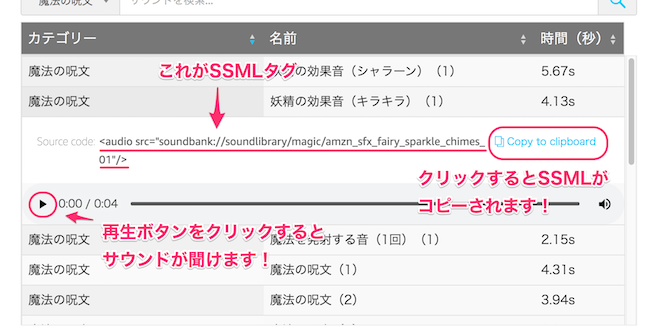 魔法の呪文
サウンドを検索...
カテゴリー 名前 時間（秒）
これがSSMLタグ
魔法の呪文 の効果音（シャラーン）（1） 5.67s
魔法の呪文 妖精の効果音（キラキラ）（1） 4.13s
Source code: <audio src="soundbank://soundlibrary/magic/amzn_sfx_fairy_sparkle_chimes_
01"/>
Copy to clipboard
クリックするとSSMLが
コピーされます！
0:00 / 0:04
再生ボタンをクリックすると
サウンドが聞けます！
魔法の呪文 魔法を発射する音（1回）（1） 2.15s
魔法の呪文 魔法の呪文（1） 4.31s
魔法の呪文 魔法の呪文（2） 3.94s